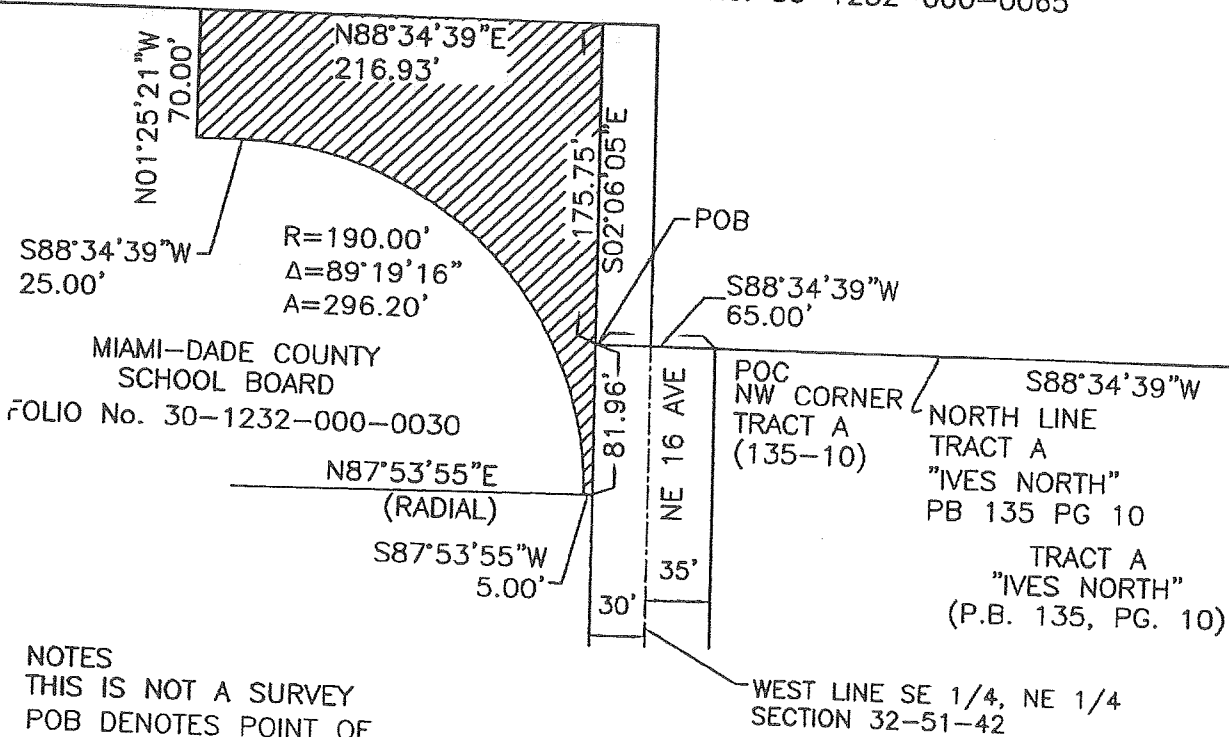 N88°34'39"E
216.93'
N01°25'21"W
70.00'
175.75'
S02°06'05"E
POB
S88°34'39"W
25.00'
R=190.00'
Δ=89°19'16"
A=296.20'
S88°34'39"W
65.00'
MIAMI-DADE COUNTY
SCHOOL BOARD
FOLIO No. 30-1232-000-0030
81.96'
NE 16 AVE
POC
NW CORNER
TRACT A
(135-10)
S88°34'39"W
NORTH LINE
TRACT A
"IVES NORTH"
PB 135 PG 10
N87°53'55"E
(RADIAL)
S87°53'55"W
5.00'
30'
35'
TRACT A
"IVES NORTH"
(P.B. 135, PG. 10)
NOTES
THIS IS NOT A SURVEY
POB DENOTES POINT OF
WEST LINE SE 1/4, NE 1/4
SECTION 32-51-42